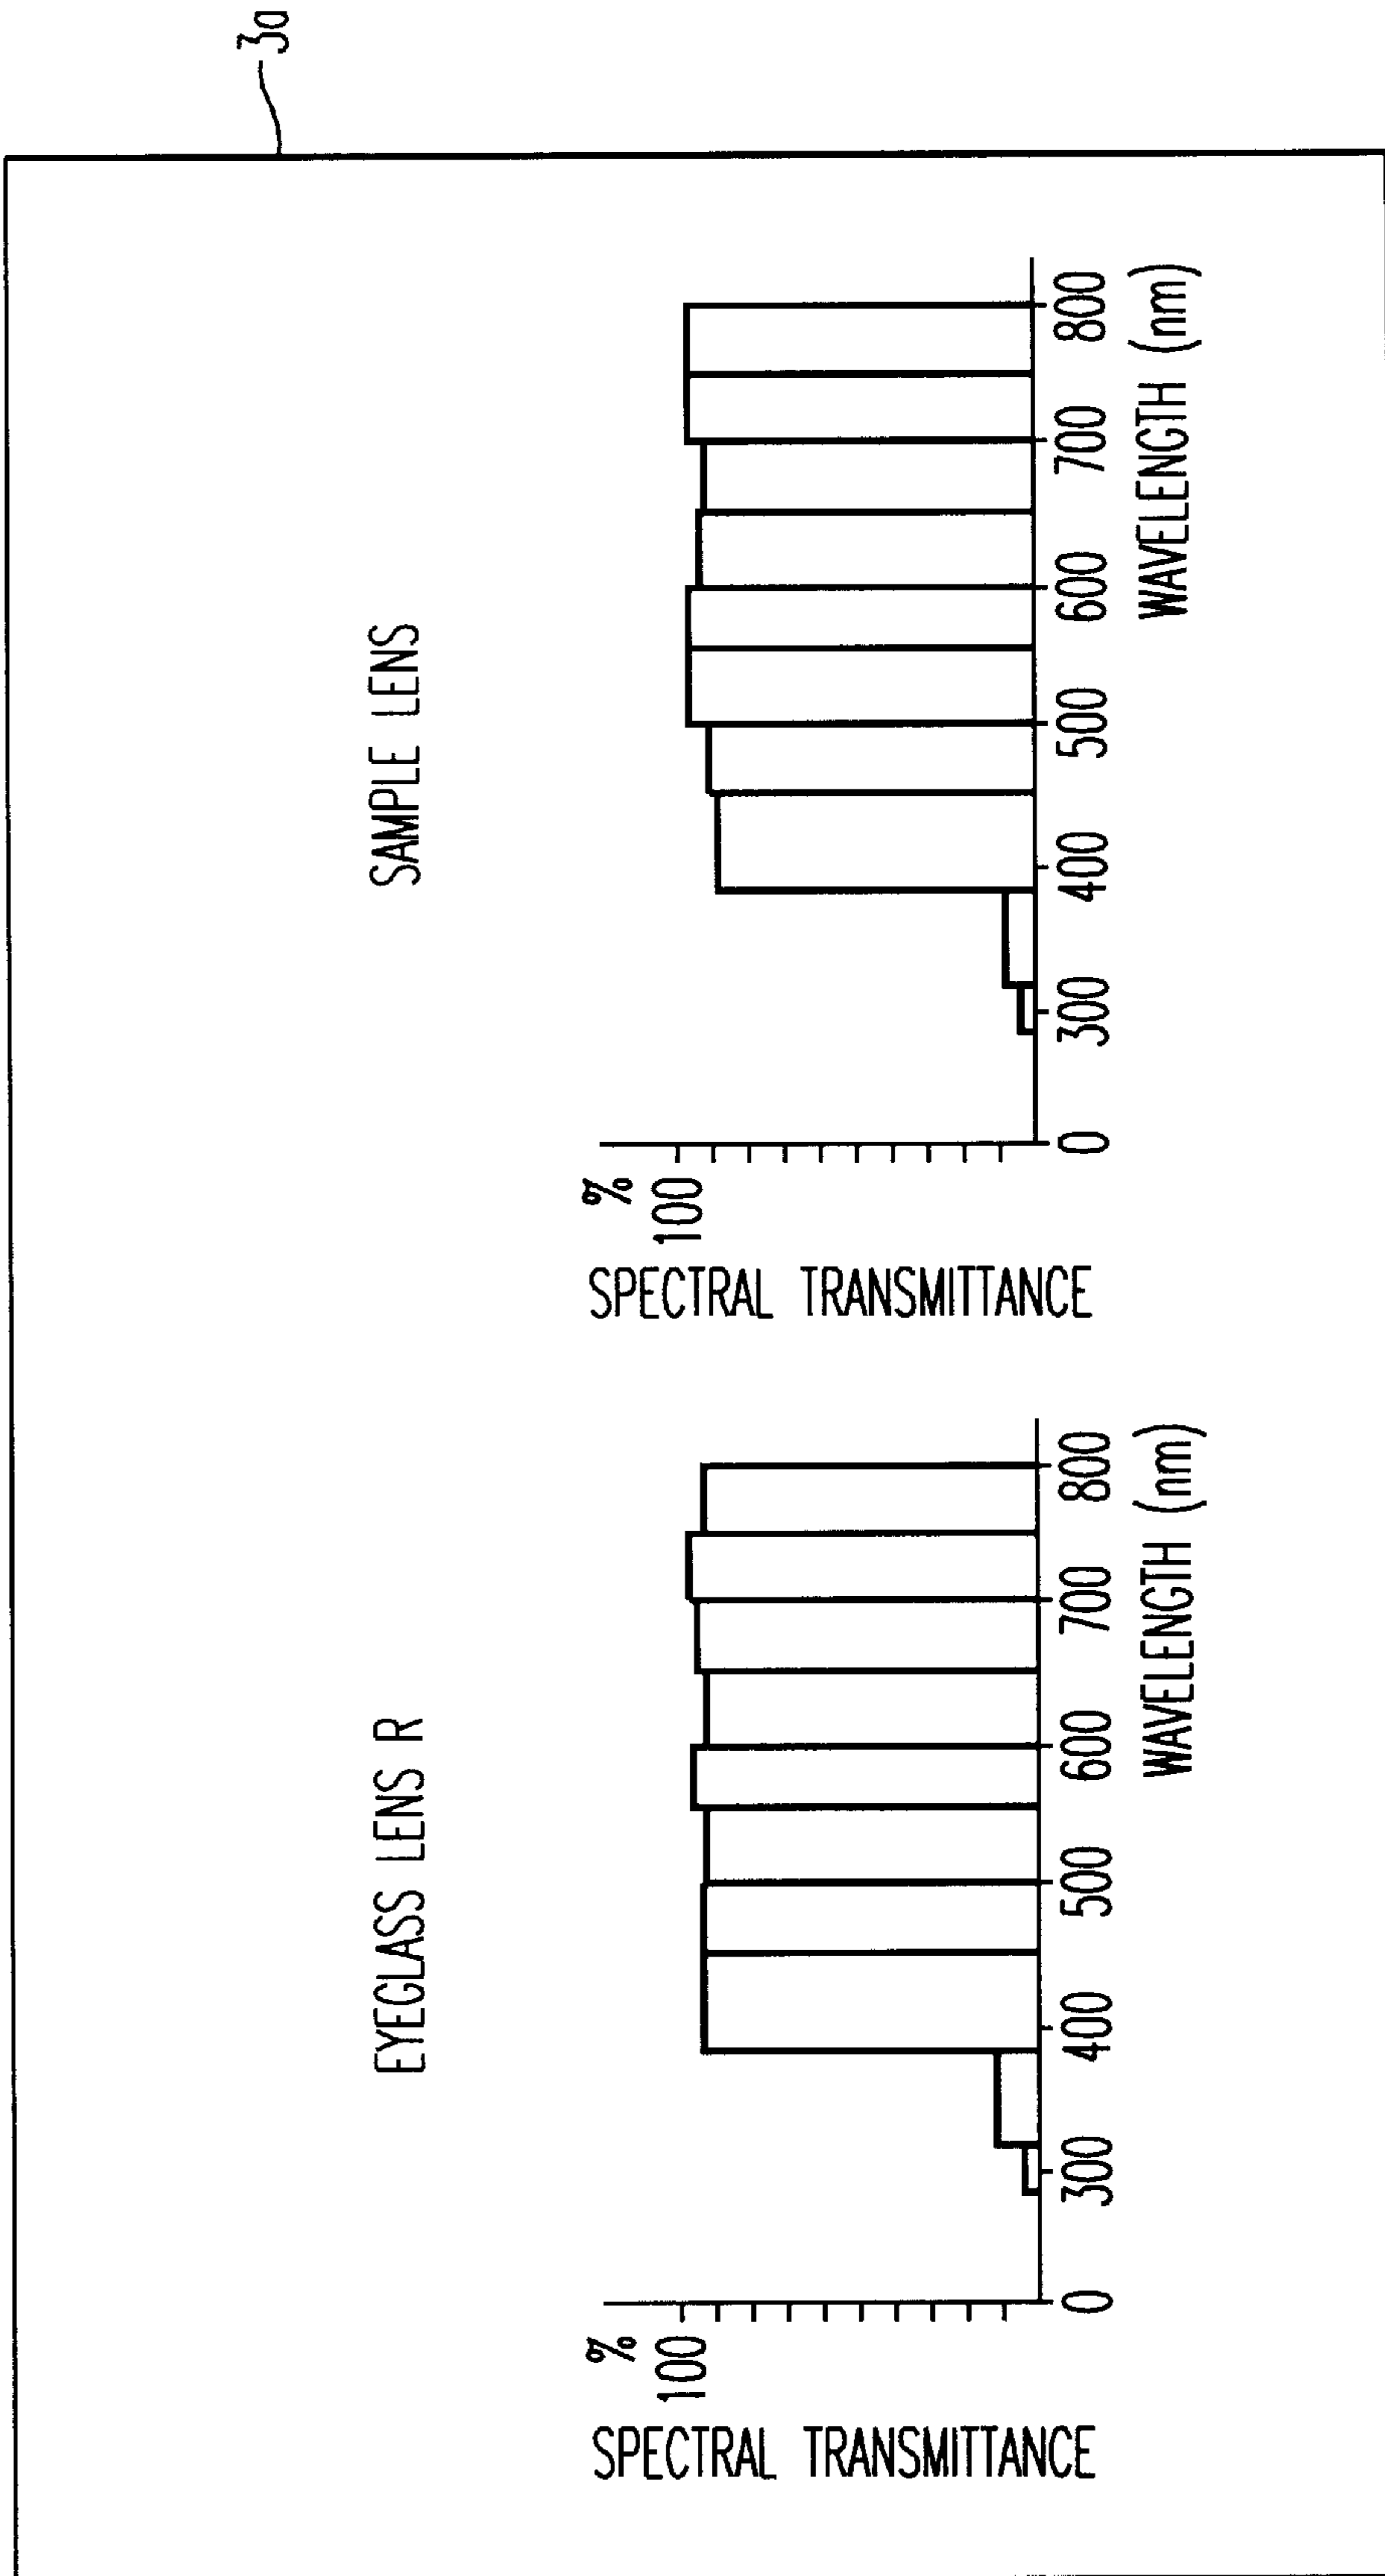 3a
EYEGLASS LENS R
SPECTRAL TRANSMITTANCE
%
100
0 300 400 500 600 700 800
WAVELENGTH (nm)
SAMPLE LENS
SPECTRAL TRANSMITTANCE
%
100
0 300 400 500 600 700 800
WAVELENGTH (nm)